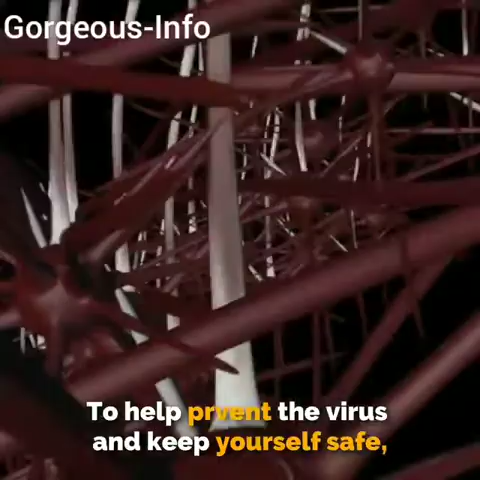 Gorgeous-Info
To help prvent the virus
and keep yourself safe,